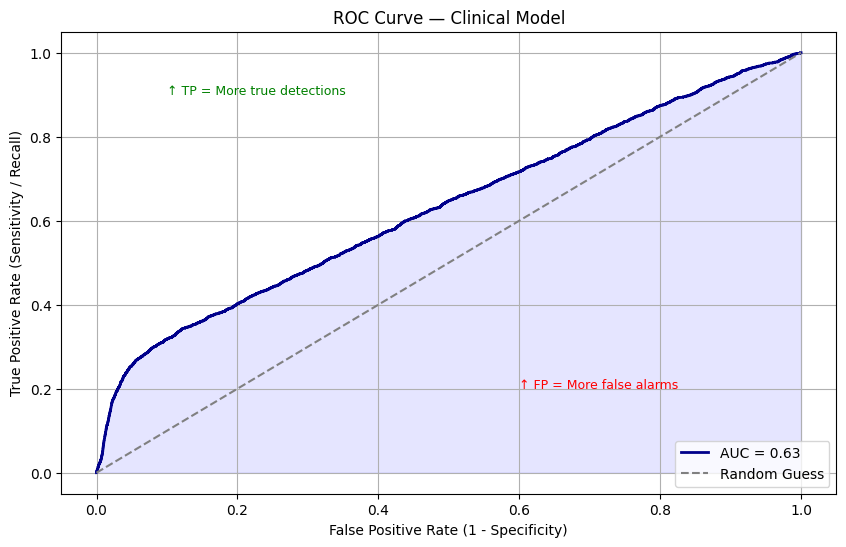 ROC Curve — Clinical Model
True Positive Rate (Sensitivity / Recall)
1.0
0.8
0.6
0.4
0.2
0.0
↑ TP = More true detections
↑ FP = More false alarms
AUC = 0.63
Random Guess
0.0 0.2 0.4 0.6 0.8 1.0
False Positive Rate (1 - Specificity)